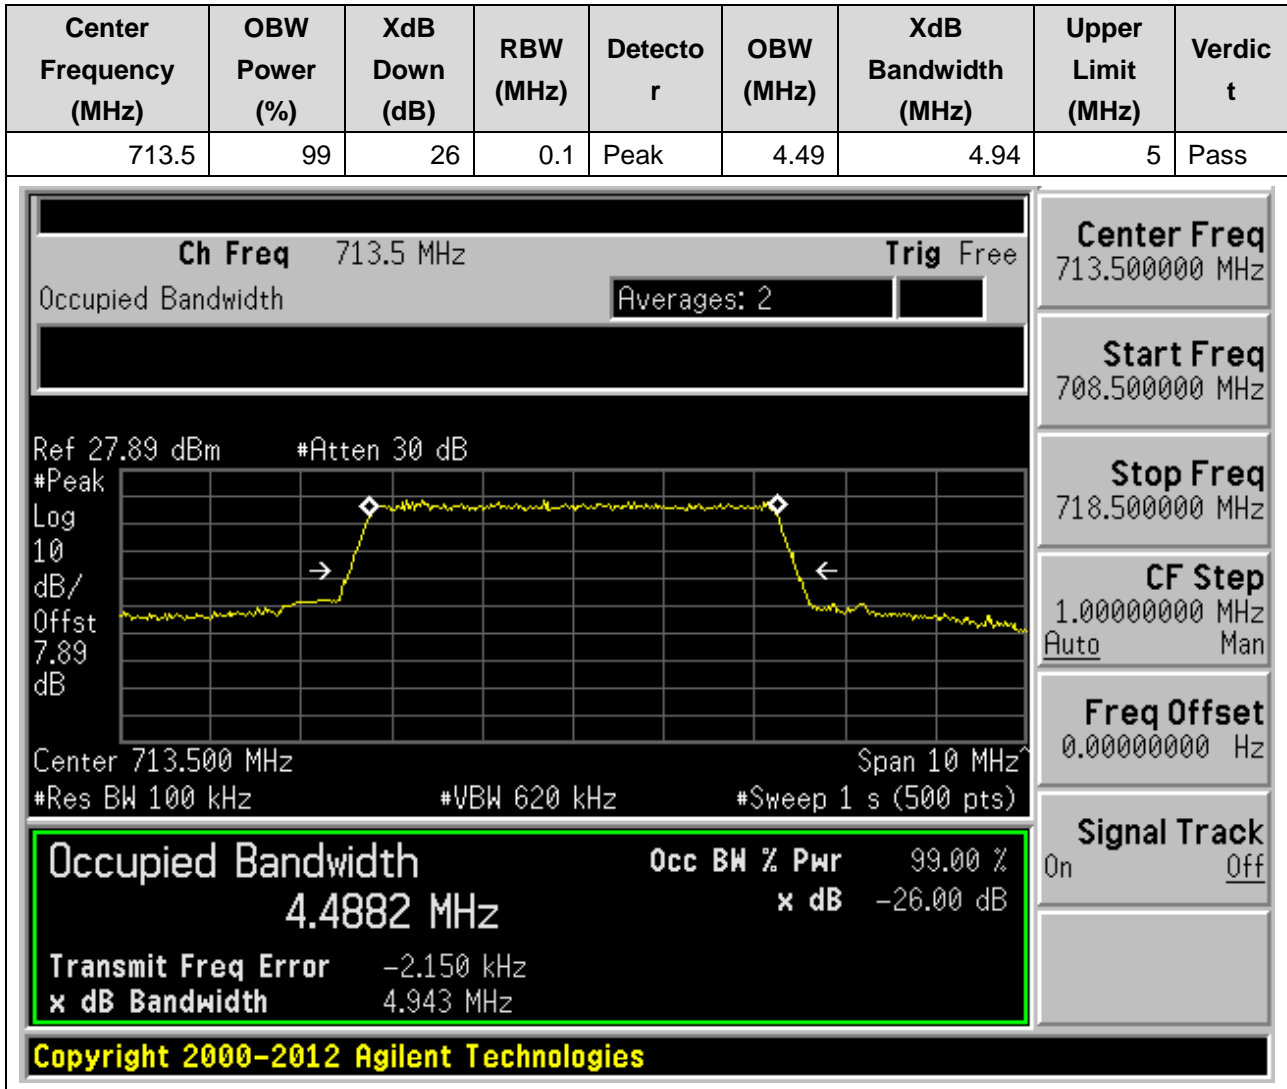 Center Frequency (MHz) OBW Power (%) XdB Down (dB) RBW (MHz) Detecto r OBW (MHz) XdB Bandwidth (MHz) Upper Limit (MHz) Verdic t
713.5 99 26 0.1 Peak 4.49 4.94 5 Pass
Ch Freq 713.5 MHz Trig Free
Occupied Bandwidth Averages: 2
Ref 27.89 dBm #Atten 30 dB
#Peak
Log
10
dB/
Offst
7.89
dB
Center 713.500 MHz Span 10 MHz^
#Res BW 100 kHz #VBW 620 kHz #Sweep 1 s (500 pts)
Occupied Bandwidth Occ BW % Pwr 99.00 %
4.4882 MHz x dB -26.00 dB
Transmit Freq Error -2.150 kHz
x dB Bandwidth 4.943 MHz
Center Freq
713.500000 MHz
Start Freq
708.500000 MHz
Stop Freq
718.500000 MHz
CF Step
1.00000000 MHz
Auto Man
Freq Offset
0.00000000 Hz
Signal Track
On Off
Copyright 2000-2012 Agilent Technologies